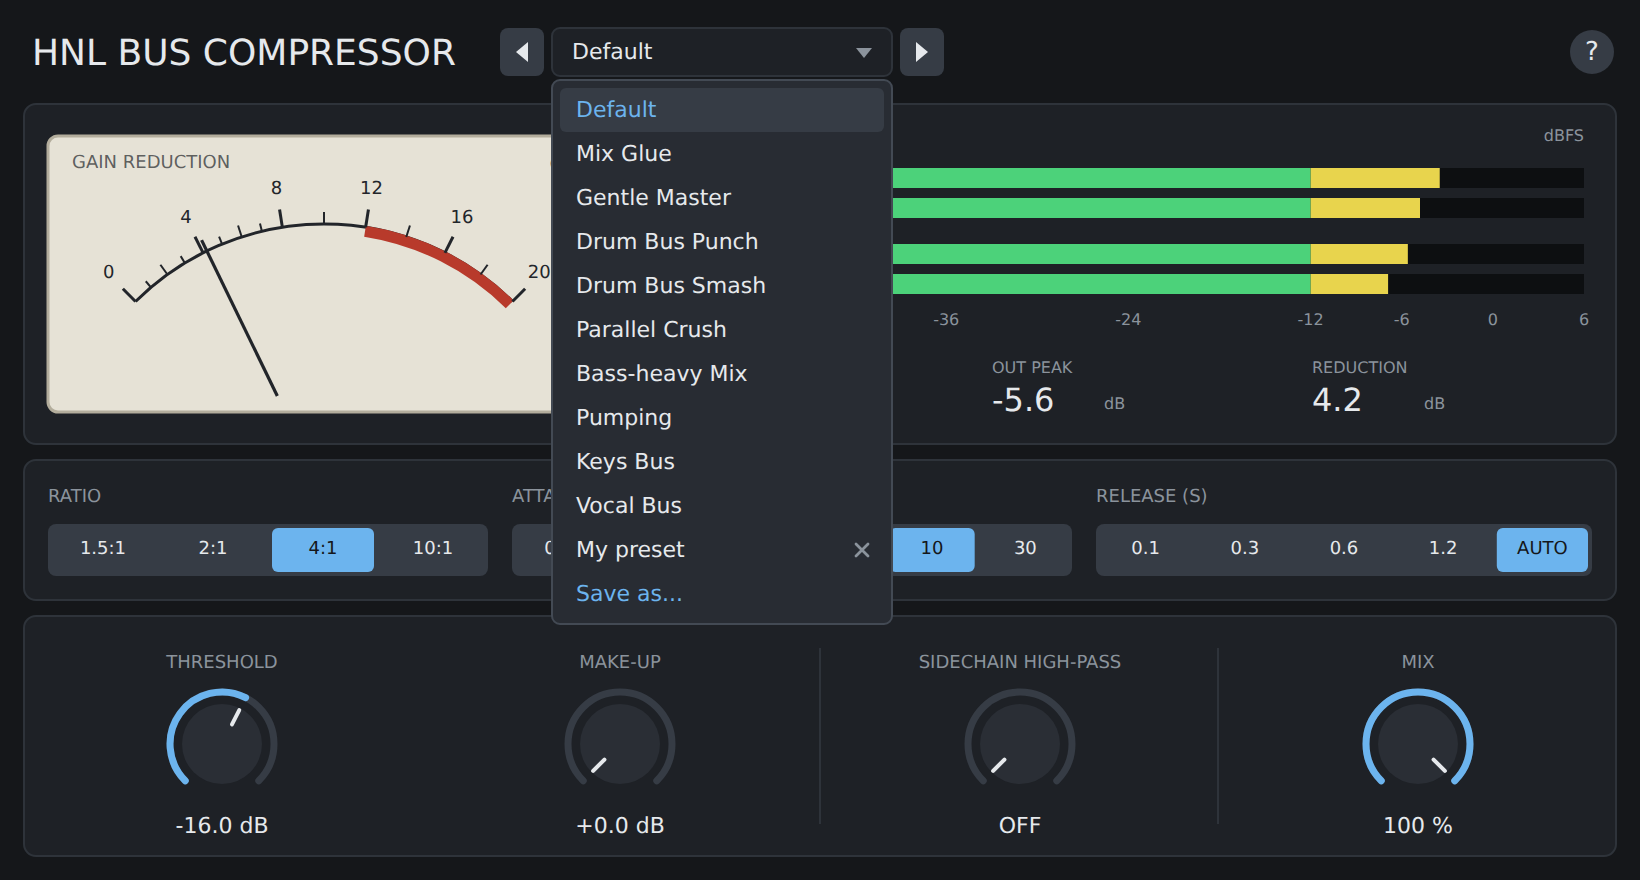 HNL BUS COMPRESSOR
Default
?
Default
Mix Glue
Gentle Master
Drum Bus Punch
Drum Bus Smash
Parallel Crush
Bass-heavy Mix
Pumping
Keys Bus
Vocal Bus
My preset
Save as...
GAIN REDUCTION
0
4
8
12
16
20
dBFS
-36
-24
-12
-6
0
6
OUT PEAK
-5.6 dB
REDUCTION
4.2 dB
RATIO
1.5:1
2:1
4:1
10:1
10
30
RELEASE (S)
0.1
0.3
0.6
1.2
AUTO
THRESHOLD
-16.0 dB
MAKE-UP
+0.0 dB
SIDECHAIN HIGH-PASS
OFF
MIX
100 %